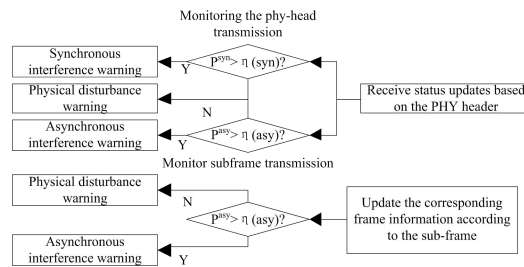 Monitoring the phy-head
transmission
Synchronous
interference warning
Y
P^syn > η (syn)?
Physical disturbance
warning
N
Receive status updates based
on the PHY header
Asynchronous
interference warning
Y
P^asy > η (asy)?
Monitor subframe transmission
Physical disturbance
warning
N
P^asy > η (asy)?
Update the corresponding
frame information according
to the sub-frame
Asynchronous
interference warning
Y